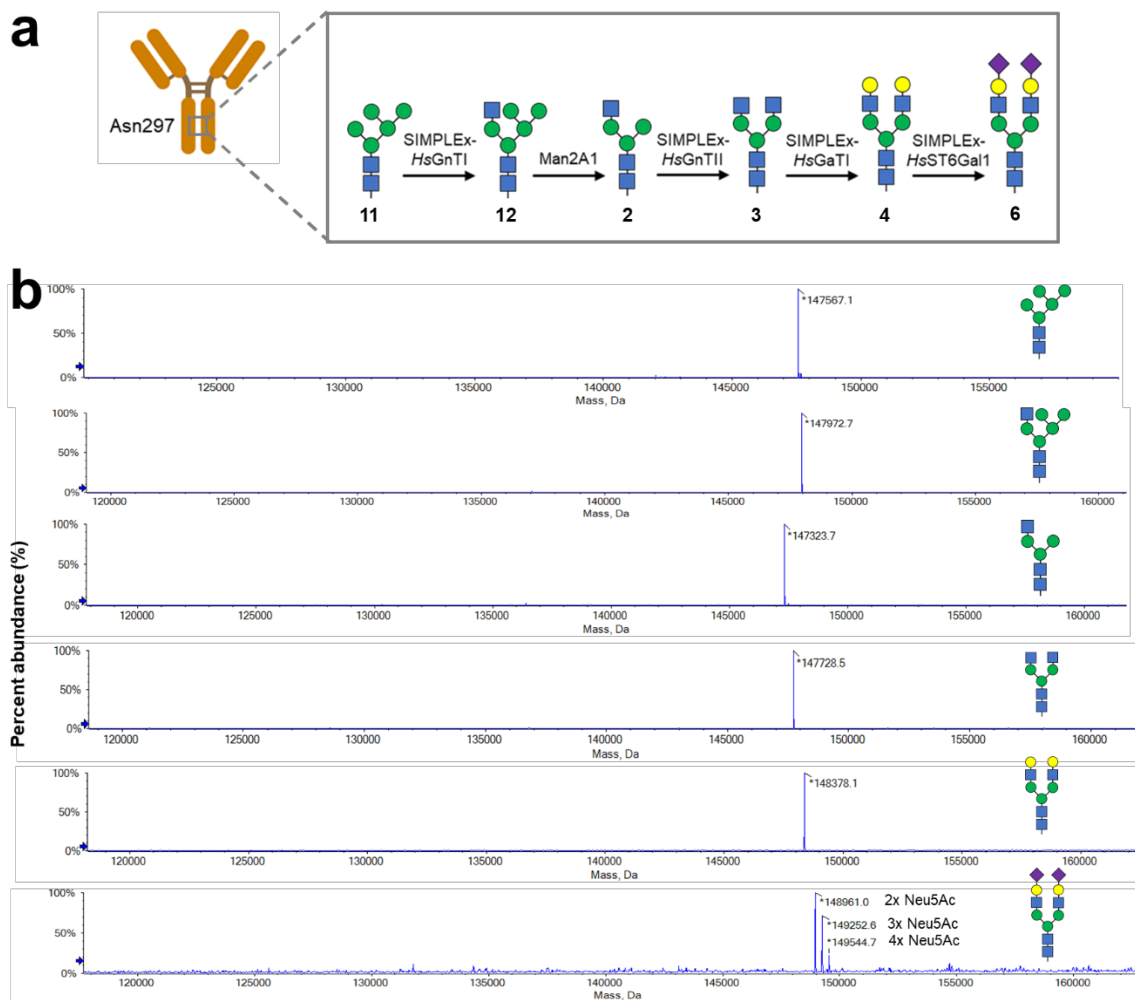 a
Asn297
SIMPLEx-
HsGnTI
Man2A1
SIMPLEx-
HsGnTII
SIMPLEx-
HsGaTI
SIMPLEx-
HsST6Gal1
11
12
2
3
4
6
b
Percent abundance (%)
100%
50%
0%
*147567.1
125000 130000 135000 140000 145000 150000 155000
Mass, Da
100%
50%
0%
*147972.7
120000 125000 130000 135000 140000 145000 150000 155000 160000
Mass, Da
100%
50%
0%
*147323.7
120000 125000 130000 135000 140000 145000 150000 155000 160000
Mass, Da
100%
50%
0%
*147728.5
120000 125000 130000 135000 140000 145000 150000 155000 160000
Mass, Da
100%
50%
0%
*148378.1
120000 125000 130000 135000 140000 145000 150000 155000 160000
Mass, Da
100%
50%
0%
*148961.0 2x Neu5Ac
*149252.6 3x Neu5Ac
*149544.7 4x Neu5Ac
120000 125000 130000 135000 140000 145000 150000 155000 160000
Mass, Da